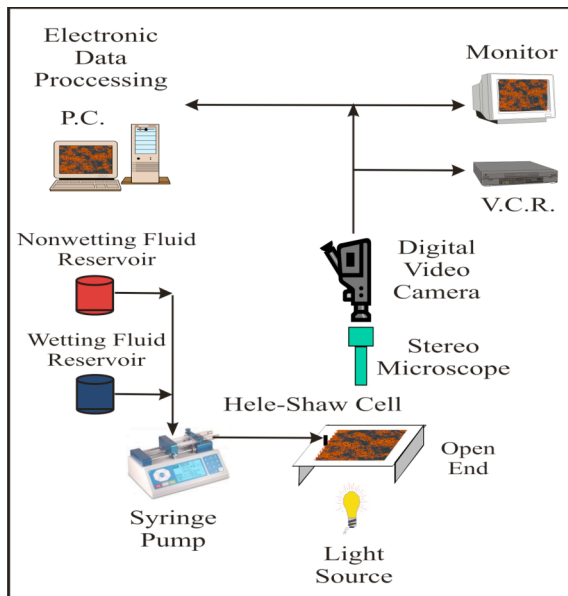 Electronic
Data
Proccessing
P.C.
Monitor
V.C.R.
Nonwetting Fluid
Reservoir
Digital
Video
Camera
Wetting Fluid
Reservoir
Stereo
Microscope
Hele-Shaw Cell
Open
End
Syringe
Pump
Light
Source